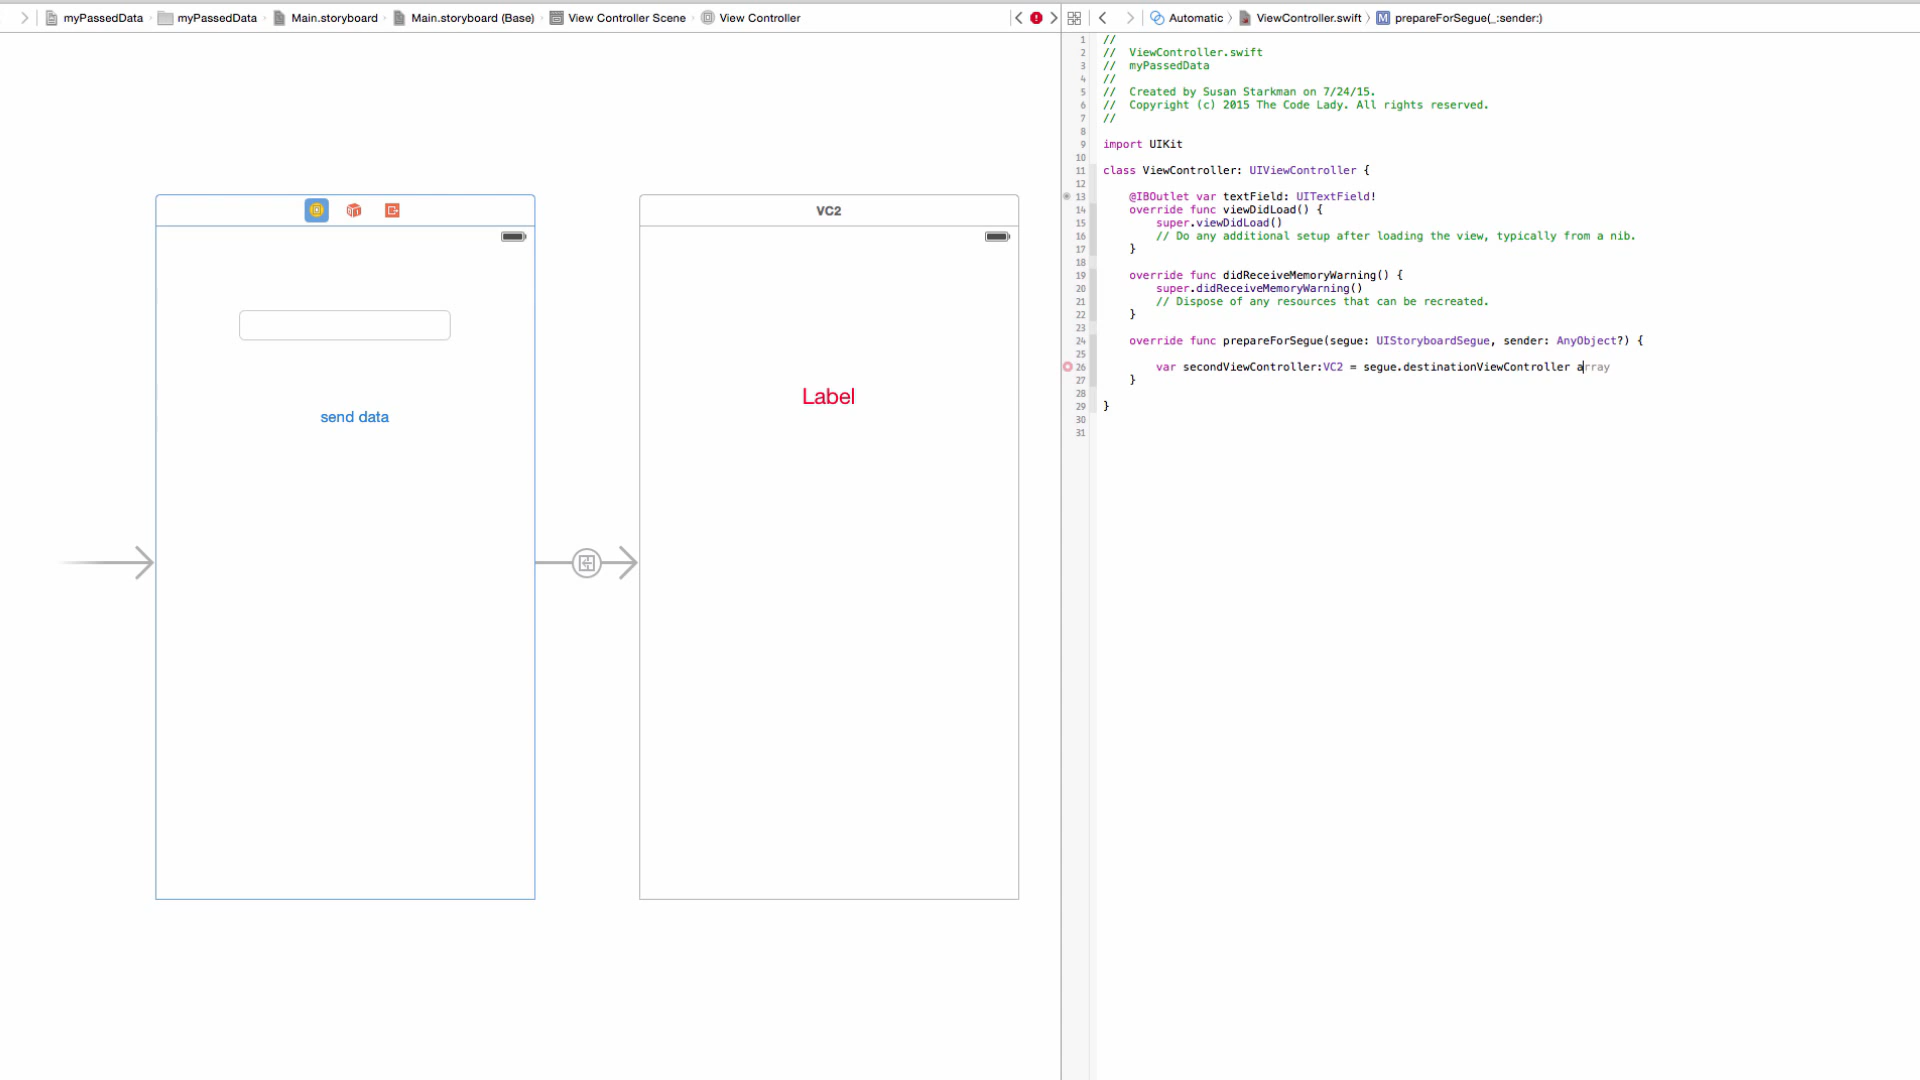 myPassedData myPassedData Main.storyboard Main.storyboard (Base) View Controller Scene View Controller
Automatic ViewController.swift M prepareForSegue(_:sender:)
VC2
send data
Label
1 //
2 //  ViewController.swift
3 //  myPassedData
4 //
5 //  Created by Susan Starkman on 7/24/15.
6 //  Copyright (c) 2015 The Code Lady. All rights reserved.
7 //
8
9 import UIKit
10
11 class ViewController: UIViewController {
12
13 @IBOutlet var textField: UITextField!
14 override func viewDidLoad() {
15 super.viewDidLoad()
16 // Do any additional setup after loading the view, typically from a nib.
17 }
18
19 override func didReceiveMemoryWarning() {
20 super.didReceiveMemoryWarning()
21 // Dispose of any resources that can be recreated.
22 }
23
24 override func prepareForSegue(segue: UIStoryboardSegue, sender: AnyObject?) {
25
26 var secondViewController:VC2 = segue.destinationViewController array
27 }
28
29 }
30
31